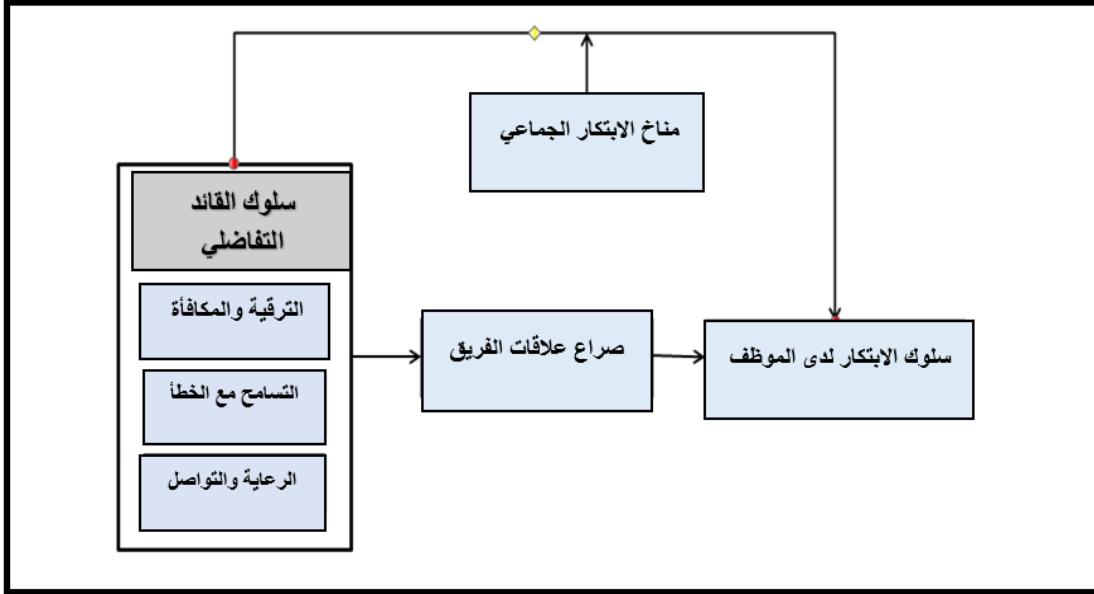 مناخ الابتكار الجماعي
سلوك القائد
التفاضلي
الترقية والمكافأة
التسامح مع الخطأ
الرعاية والتواصل
صراع علاقات الفريق
سلوك الابتكار لدى الموظف